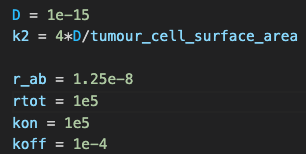 D = 1e-15
k2 = 4*D/tumour_cell_surface_area
r_ab = 1.25e-8
rtot = 1e5
kon = 1e5
koff = 1e-4